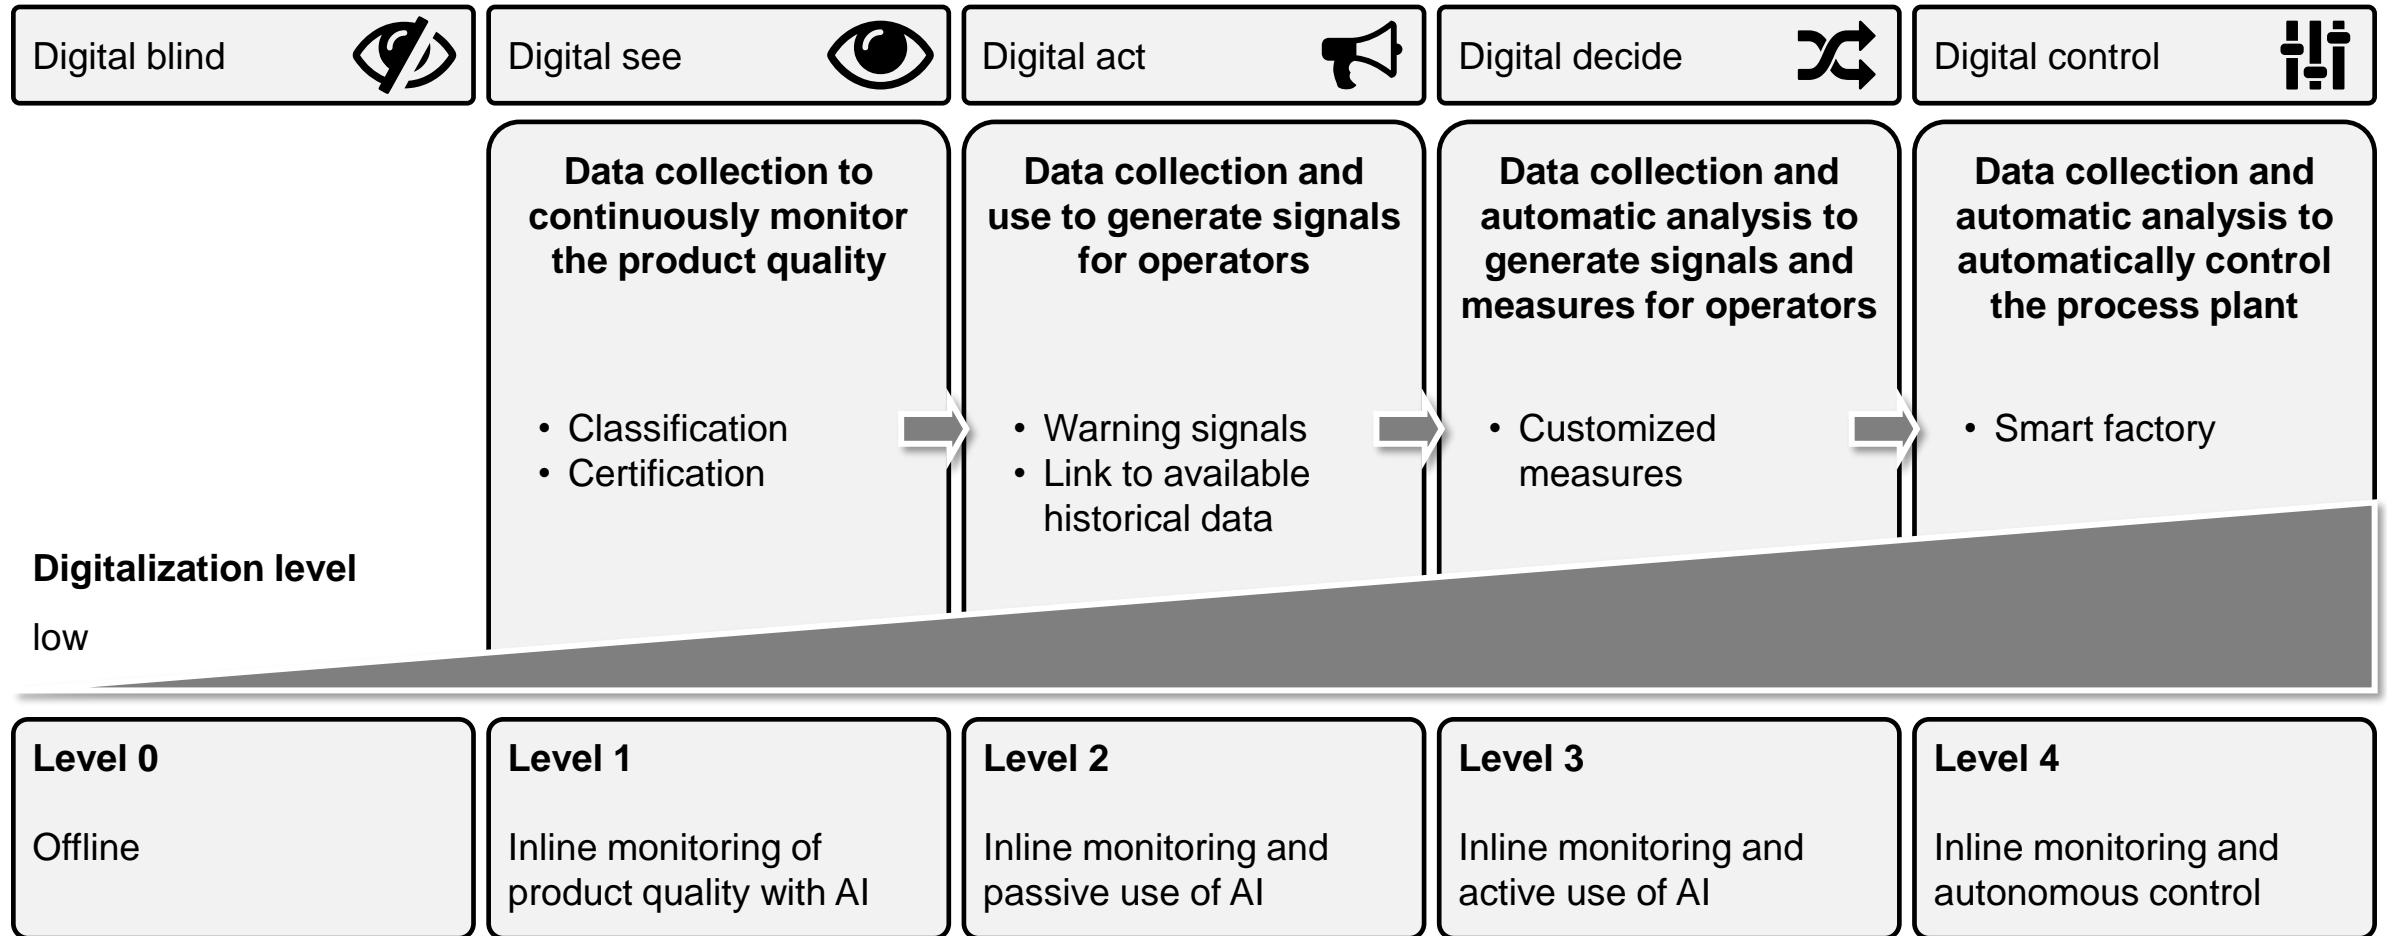 Digital blind
Digital see
Digital act
Digital decide
Digital control
Data collection to
continuously monitor
the product quality
• Classification
• Certification
Data collection and
use to generate signals
for operators
• Warning signals
• Link to available
historical data
Data collection and
automatic analysis to
generate signals and
measures for operators
• Customized
measures
Data collection and
automatic analysis to
automatically control
the process plant
• Smart factory
Digitalization level
low
Level 0
Offline
Level 1
Inline monitoring of
product quality with AI
Level 2
Inline monitoring and
passive use of AI
Level 3
Inline monitoring and
active use of AI
Level 4
Inline monitoring and
autonomous control